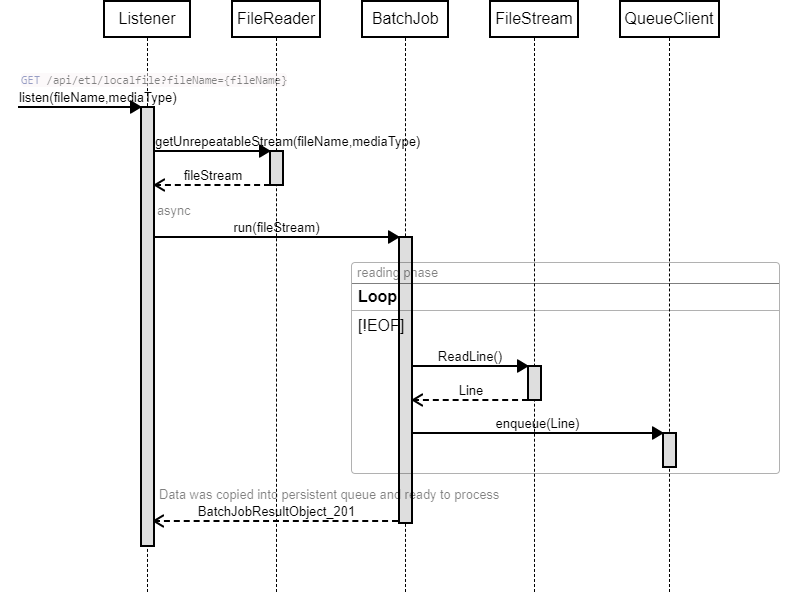 Listener
FileReader
BatchJob
FileStream
QueueClient
GET /api/etl/localfile?fileName={fileName}
listen(fileName,mediaType)
getUnrepeatableStream(fileName,mediaType)
fileStream
async
run(fileStream)
reading phase
Loop
[!EOF]
ReadLine()
Line
enqueue(Line)
Data was copied into persistent queue and ready to process
BatchJobResultObject_201